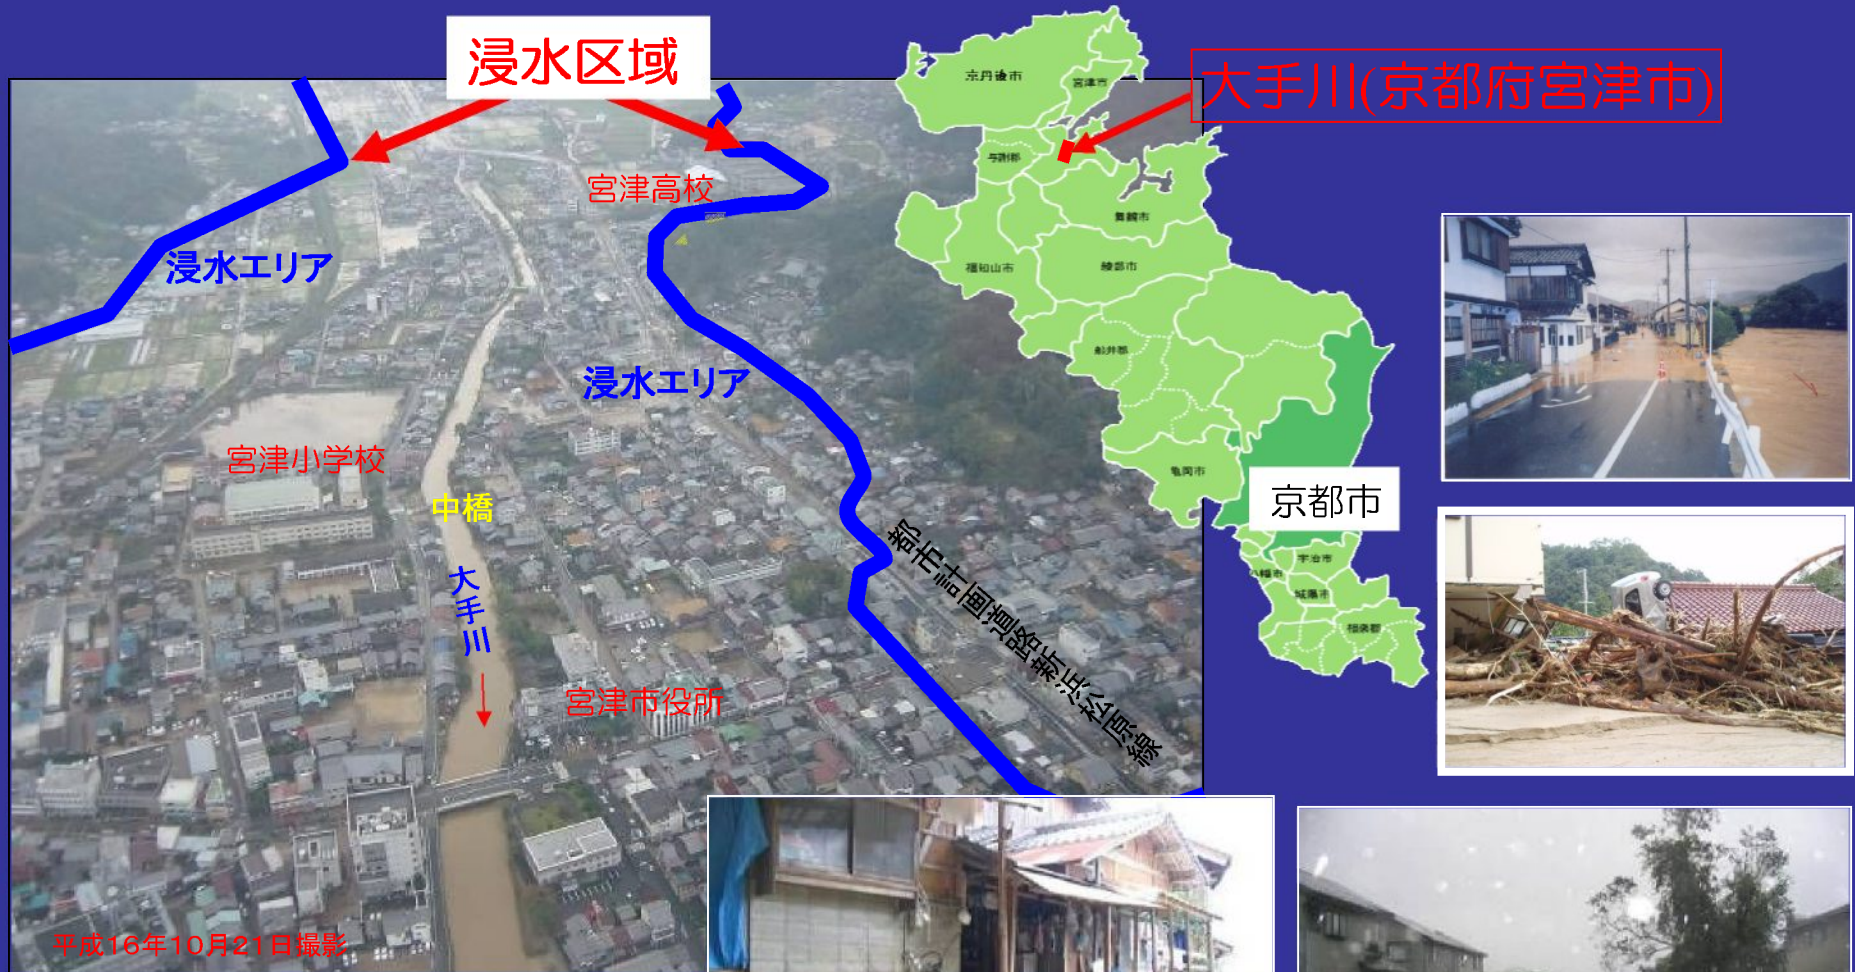 浸水区域
大手川(京都府宮津市)
京丹後市
宮津市
与謝郡
宮津高校
舞鶴市
浸水エリア
福知山市
綾部市
船井郡
浸水エリア
宮津小学校
亀岡市
中橋
京都市
都市計画道路新浜松原線
宇治市
八幡市
大手川
城陽市
相楽郡
宮津市役所
平成16年10月21日撮影